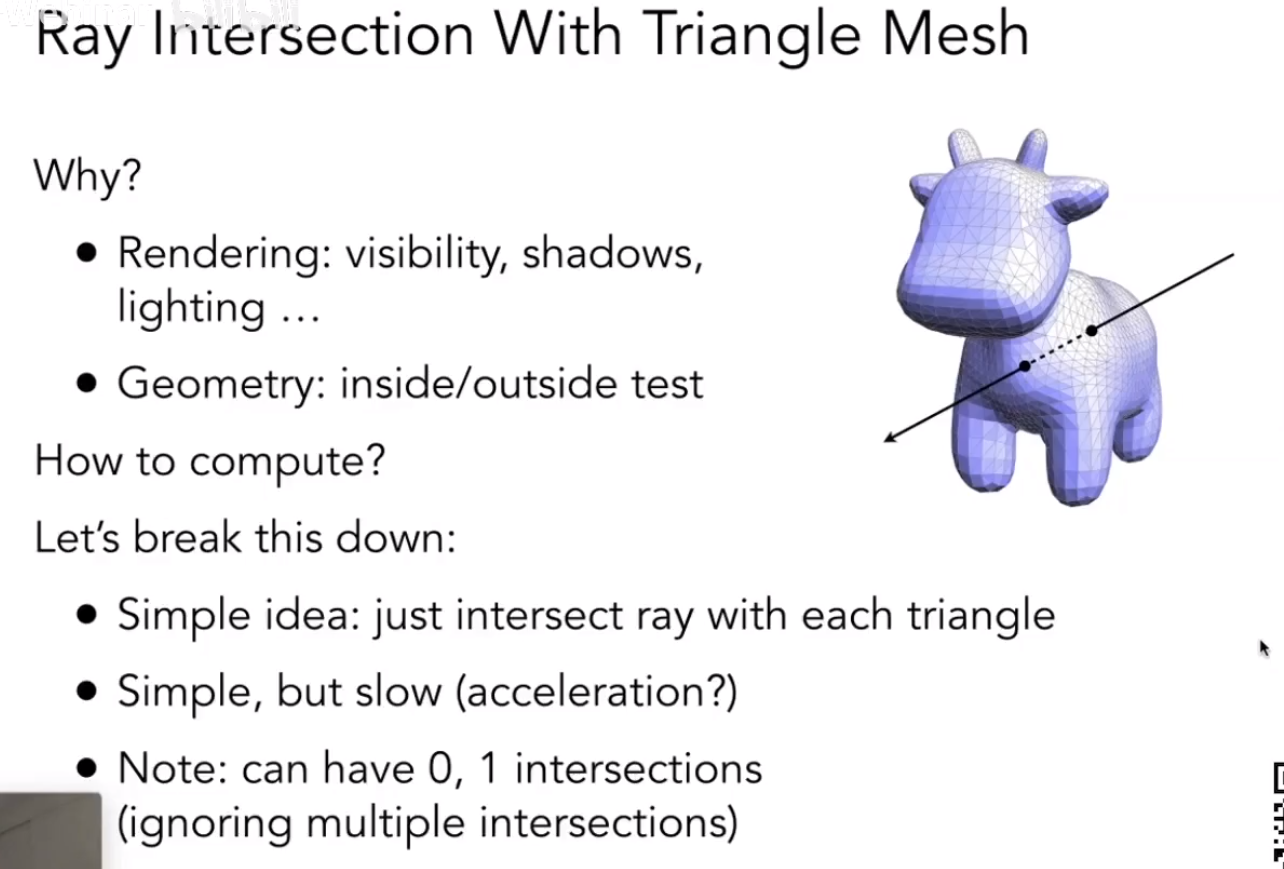 Ray Intersection With Triangle Mesh
Why?
● Rendering: visibility, shadows,
lighting …
● Geometry: inside/outside test
How to compute?
Let’s break this down:
● Simple idea: just intersect ray with each triangle
● Simple, but slow (acceleration?)
● Note: can have 0, 1 intersections
(ignoring multiple intersections)